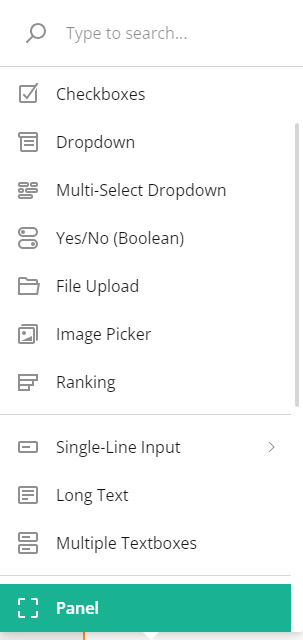 Type to search...
Checkboxes
Dropdown
Multi-Select Dropdown
Yes/No (Boolean)
File Upload
Image Picker
Ranking
Single-Line Input
Long Text
Multiple Textboxes
Panel